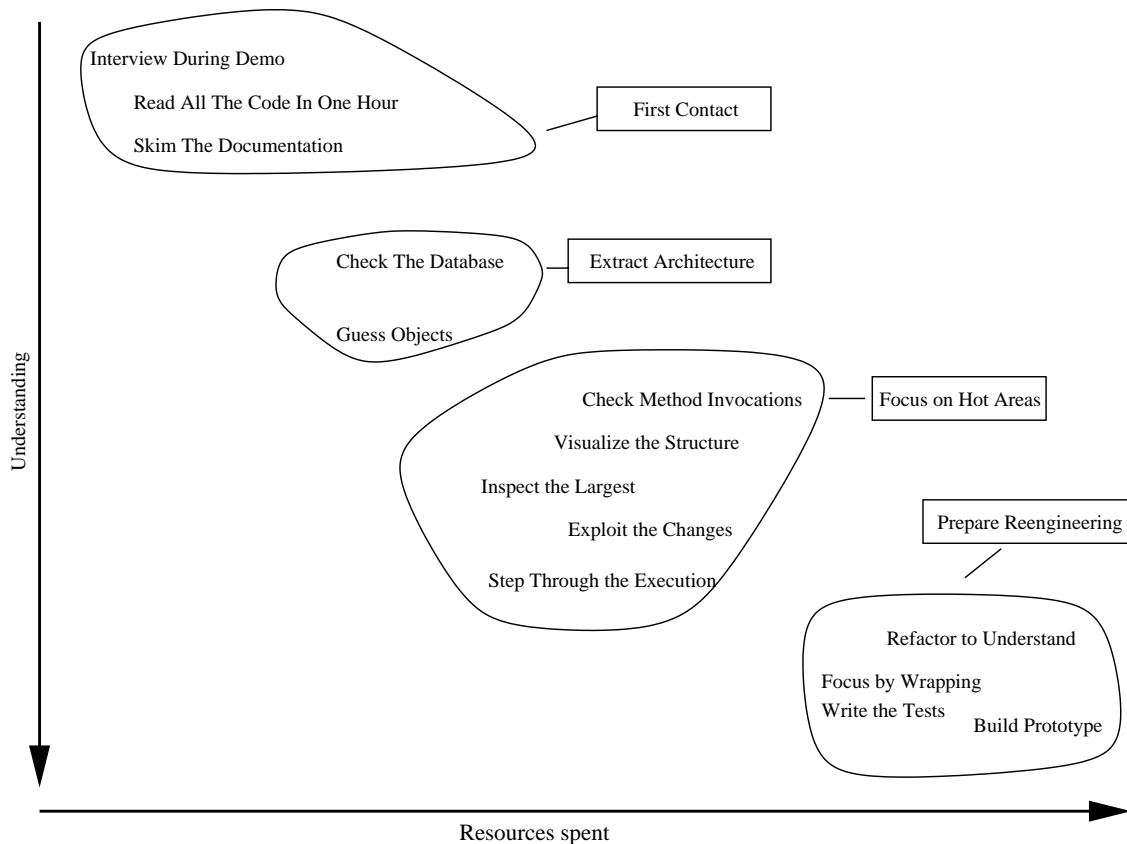 Interview During Demo
Read All The Code In One Hour
First Contact
Skim The Documentation
Check The Database
Extract Architecture
Guess Objects
Understanding
Check Method Invocations
Focus on Hot Areas
Visualize the Structure
Inspect the Largest
Prepare Reengineering
Exploit the Changes
Step Through the Execution
Refactor to Understand
Focus by Wrapping
Write the Tests
Build Prototype
Resources spent